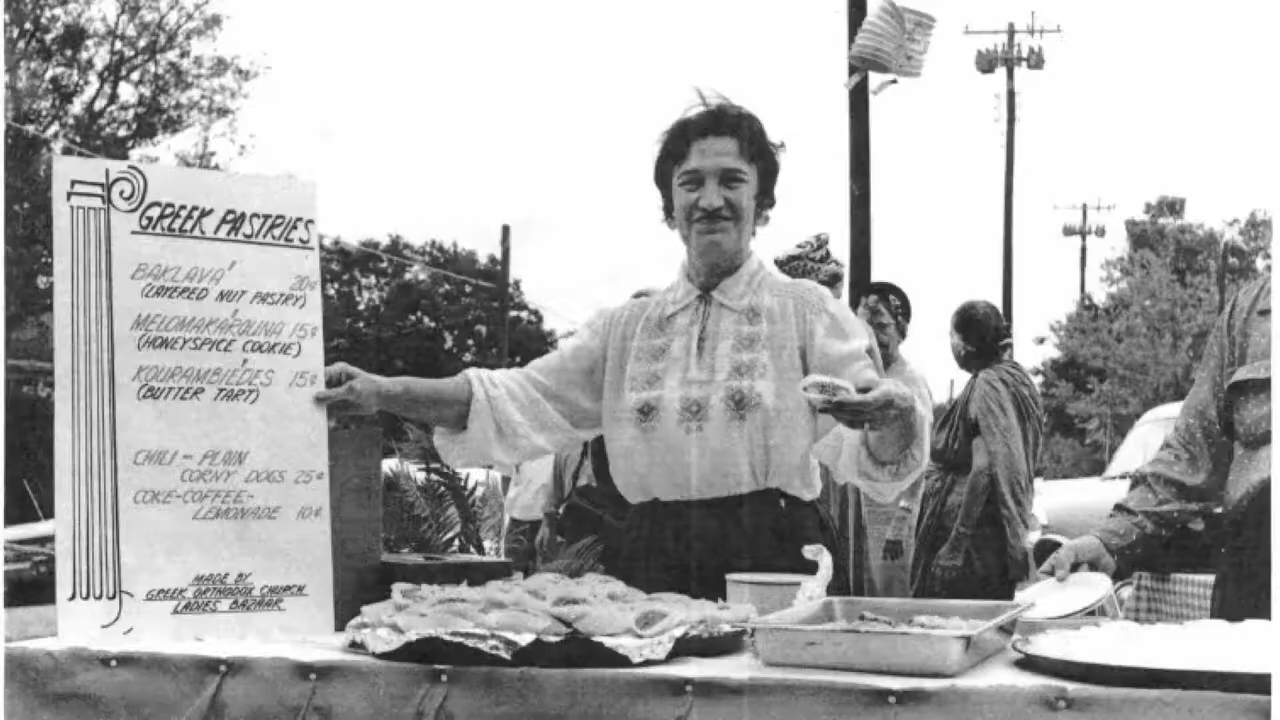 GREEK PASTRIES
BAKLAVA 20¢
(LAYERED NUT PASTRY)
MELOMAKAROUNA 15¢
(HONEYSPICE COOKIE)
KOURAMBIEDES 15¢
(BUTTER TART)
CHILI - PLAIN
CORNY DOGS 25¢
COKE-COFFEE-
LEMONADE 10¢
MADE BY
GREEK ORTHODOX CHURCH
LADIES BAZAAR